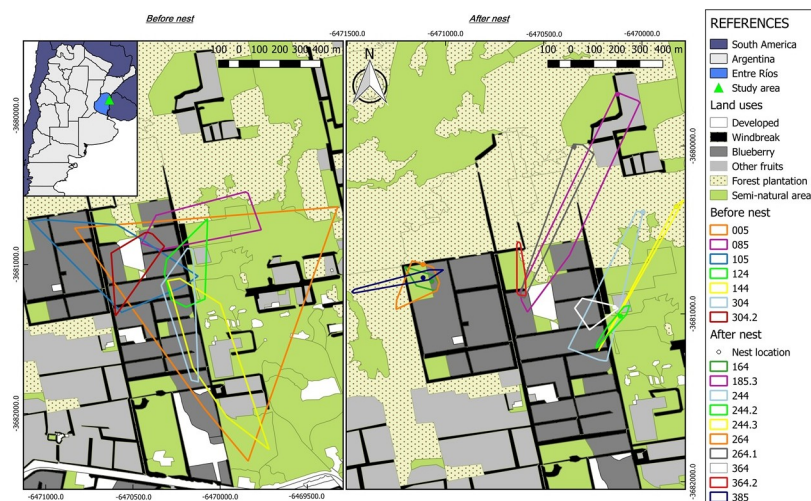 Before nest
After nest
-6471500.0
-6471000.0
-6470500.0
-6470000.0
100 0 100 200 300 400 m
N
100 0 100 200 300 400 m
-3680000.0
-3681000.0
-3682000.0
-3680000.0
-3681000.0
-3682000.0
-6471000.0
-6470500.0
-6470000.0
-6469500.0
REFERENCES
South America
Argentina
Entre Ríos
Study area
Land uses
Developed
Windbreak
Blueberry
Other fruits
Forest plantation
Semi-natural area
Before nest
005
085
105
124
144
304
304.2
After nest
Nest location
164
185.3
244
244.2
244.3
264
264.1
364
364.2
385